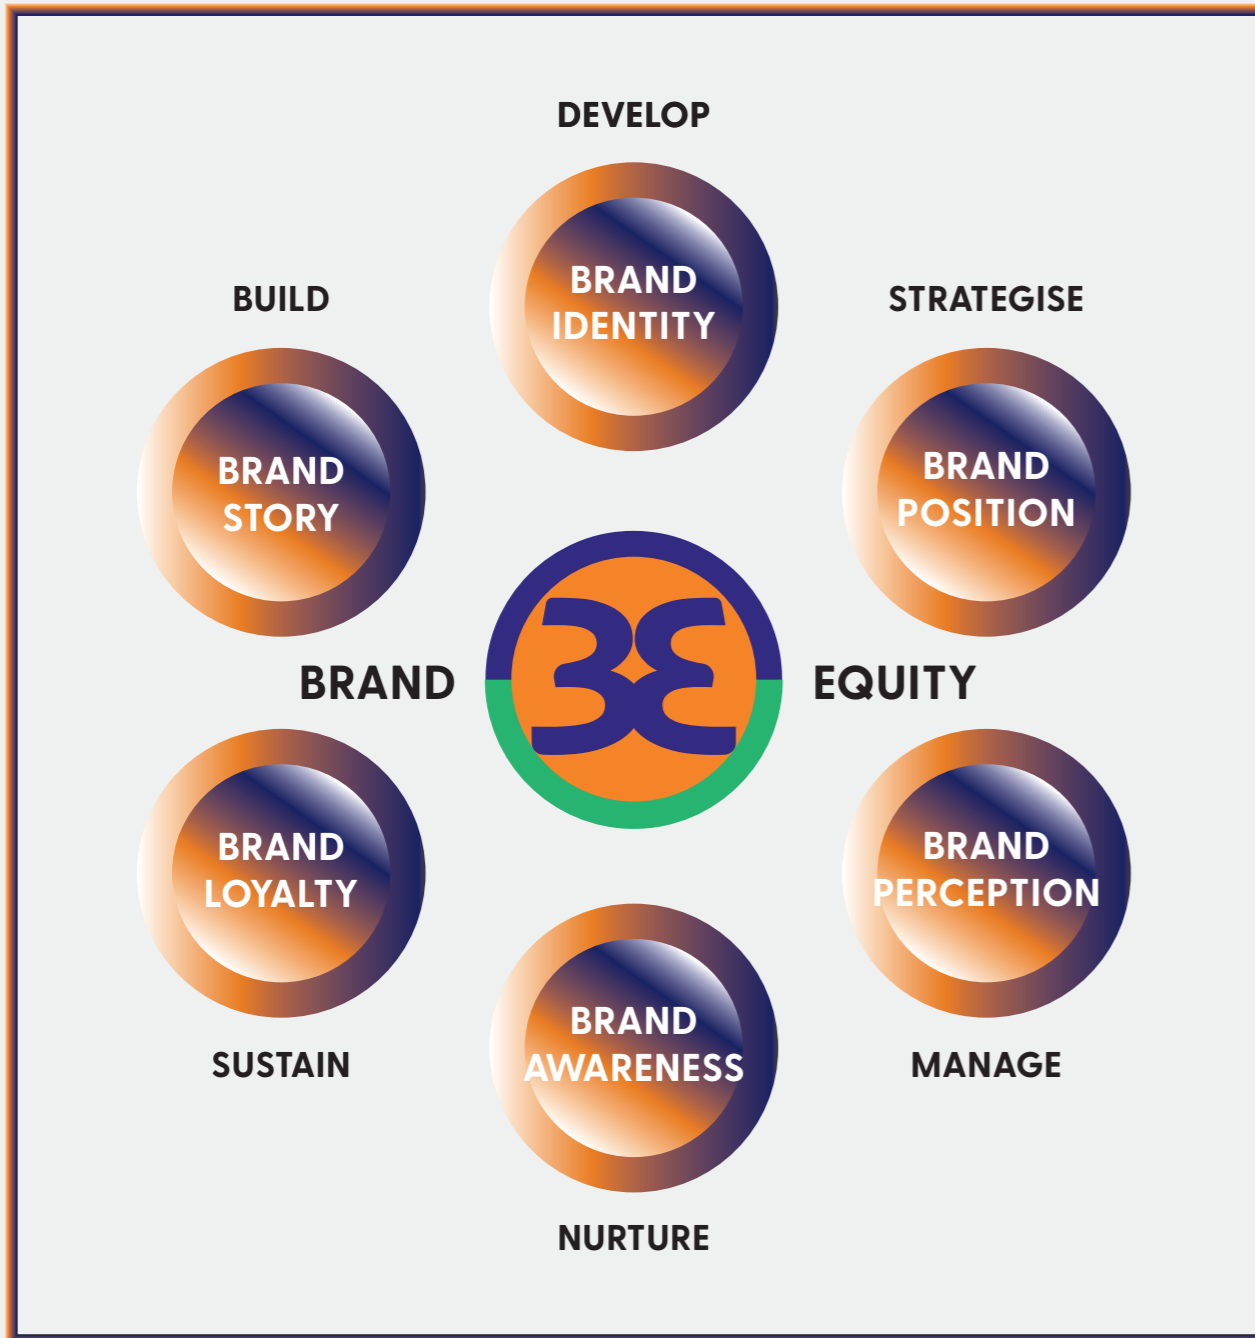 DEVELOP
BRAND
IDENTITY
BUILD
BRAND
STORY
STRATEGISE
BRAND
POSITION
BRAND EQUITY
BRAND
LOYALTY
SUSTAIN
BRAND
AWARENESS
NURTURE
BRAND
PERCEPTION
MANAGE